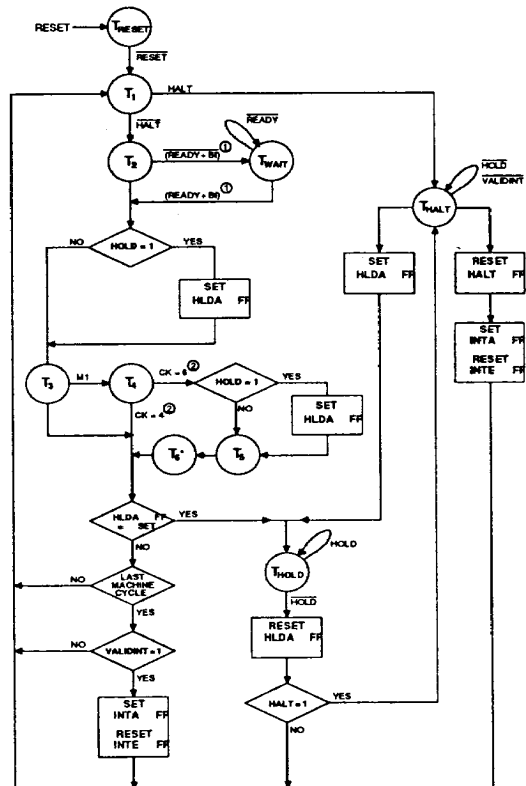 RESET
TRESET
RESET
T1
HALT
HALT
T2
(READY + BI) ①
READY
TWAIT
(READY + BI) ①
HOLD
VALIDINT
THALT
NO
HOLD = 1
YES
SET
HLDA FF
SET
HLDA FF
RESET
HALT FF
SET
INTA FF
RESET
INTE FF
T3
M1
T4
CK = 6 ②
HOLD = 1
YES
CK = 4 ②
NO
SET
HLDA FF
T6*
T5
HLDA FF
= SET
YES
NO
HOLD
THOLD
HOLD
NO
LAST
MACHINE
CYCLE
YES
RESET
HLDA FF
NO
VALIDINT = 1
YES
HALT = 1
YES
NO
SET
INTA FF
RESET
INTE FF